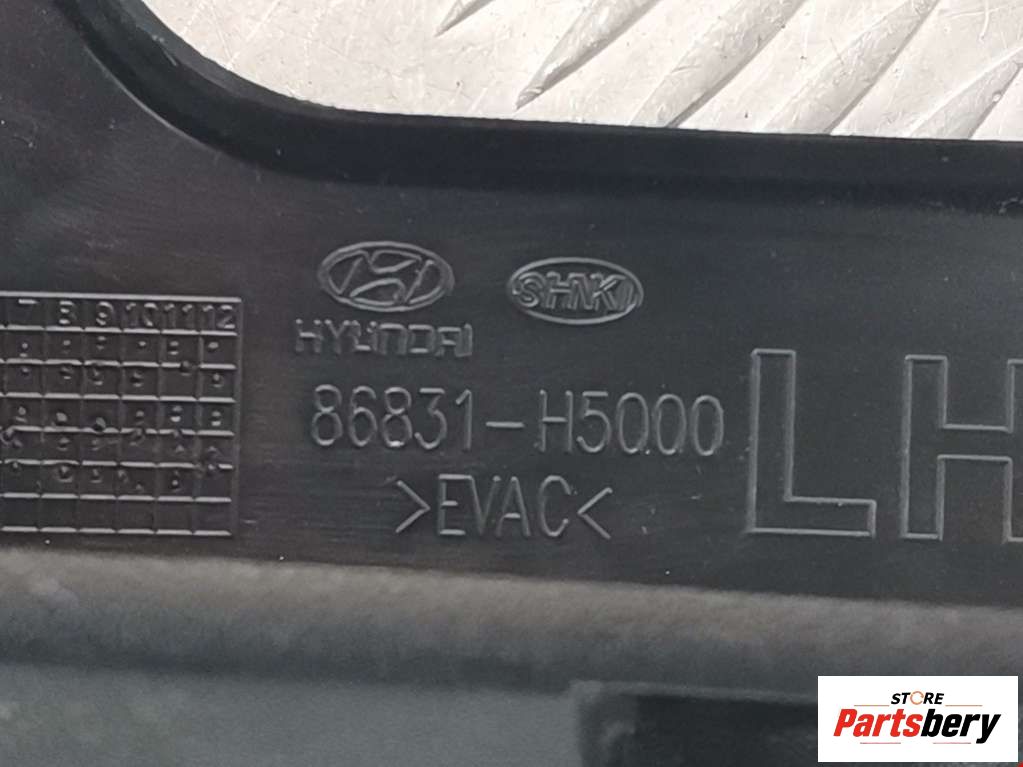 7 8 9 10 11 12
SHNK
HYUNDAI
86831-H5000
>EVAC<
LH
STORE
Partsbery